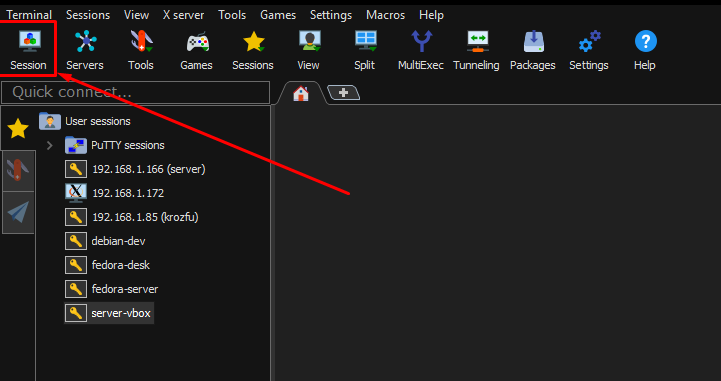 Terminal Sessions View X server Tools Games Settings Macros Help
Session Servers Tools Games Sessions View Split MultiExec Tunneling Packages Settings Help
Quick connect...
User sessions
PuTTY sessions
192.168.1.166 (server)
192.168.1.172
192.168.1.85 (krozfu)
debian-dev
fedora-desk
fedora-server
server-vbox